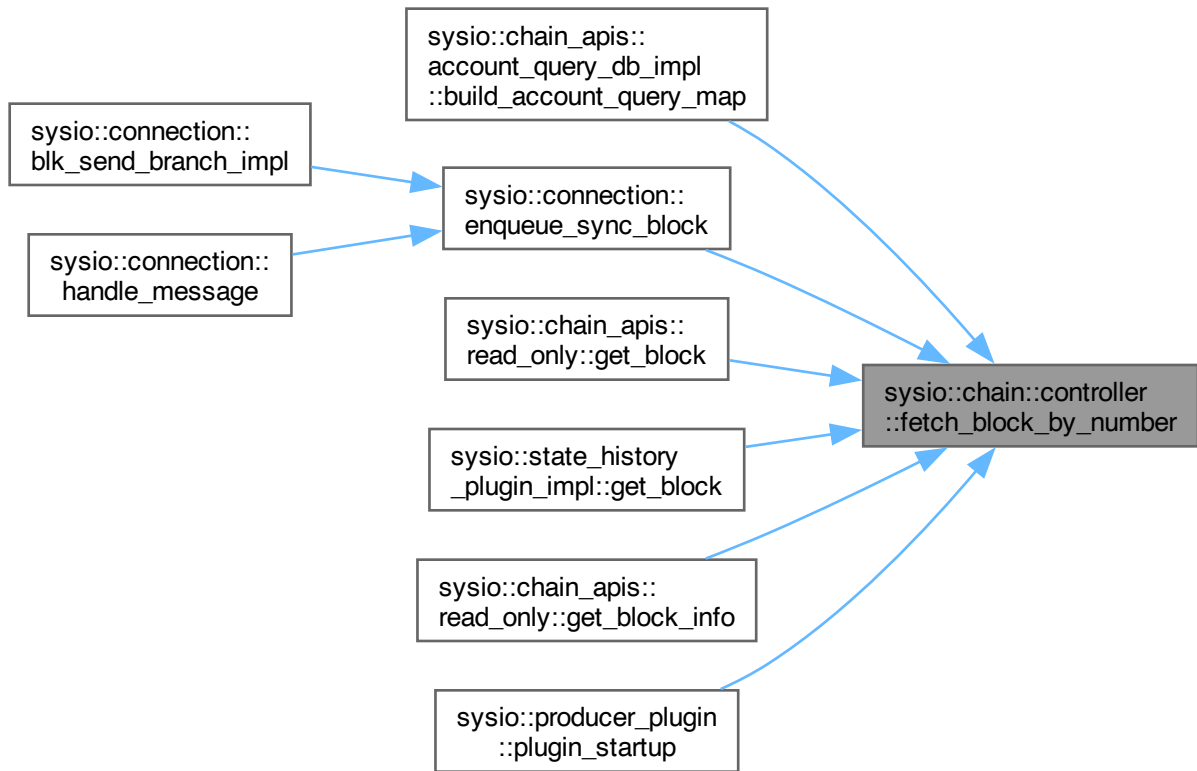 sysio::chain_apis::
account_query_db_impl
::build_account_query_map
sysio::connection::
blk_send_branch_impl
sysio::connection::
enqueue_sync_block
sysio::connection::
handle_message
sysio::chain_apis::
read_only::get_block
sysio::chain::controller
::fetch_block_by_number
sysio::state_history
_plugin_impl::get_block
sysio::chain_apis::
read_only::get_block_info
sysio::producer_plugin
::plugin_startup